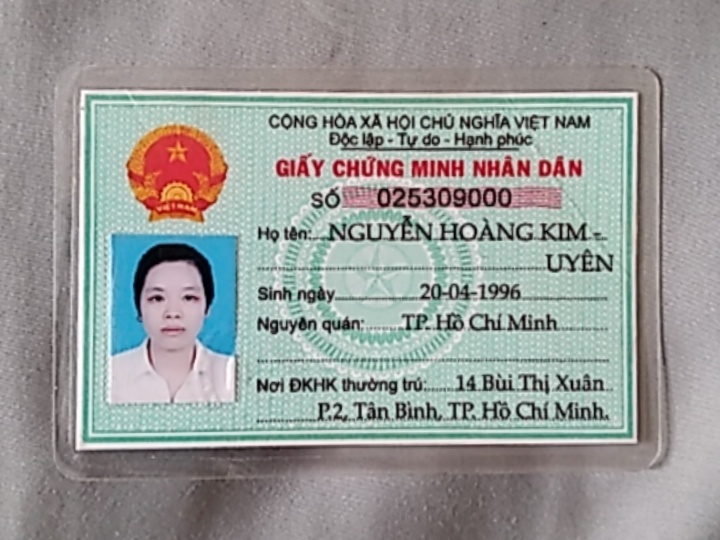 CỘNG HÒA XÃ HỘI CHỦ NGHĨA VIỆT NAM
Độc lập - Tự do - Hạnh phúc
GIẤY CHỨNG MINH NHÂN DÂN
SỐ 025309000
Họ tên: NGUYỄN HOÀNG KIM -
UYÊN
Sinh ngày 20-04-1996
Nguyên quán: TP. Hồ Chí Minh
Nơi ĐKHK thường trú: 14 Bùi Thị Xuân
P.2, Tân Bình, TP. Hồ Chí Minh.
VIỆT NAM